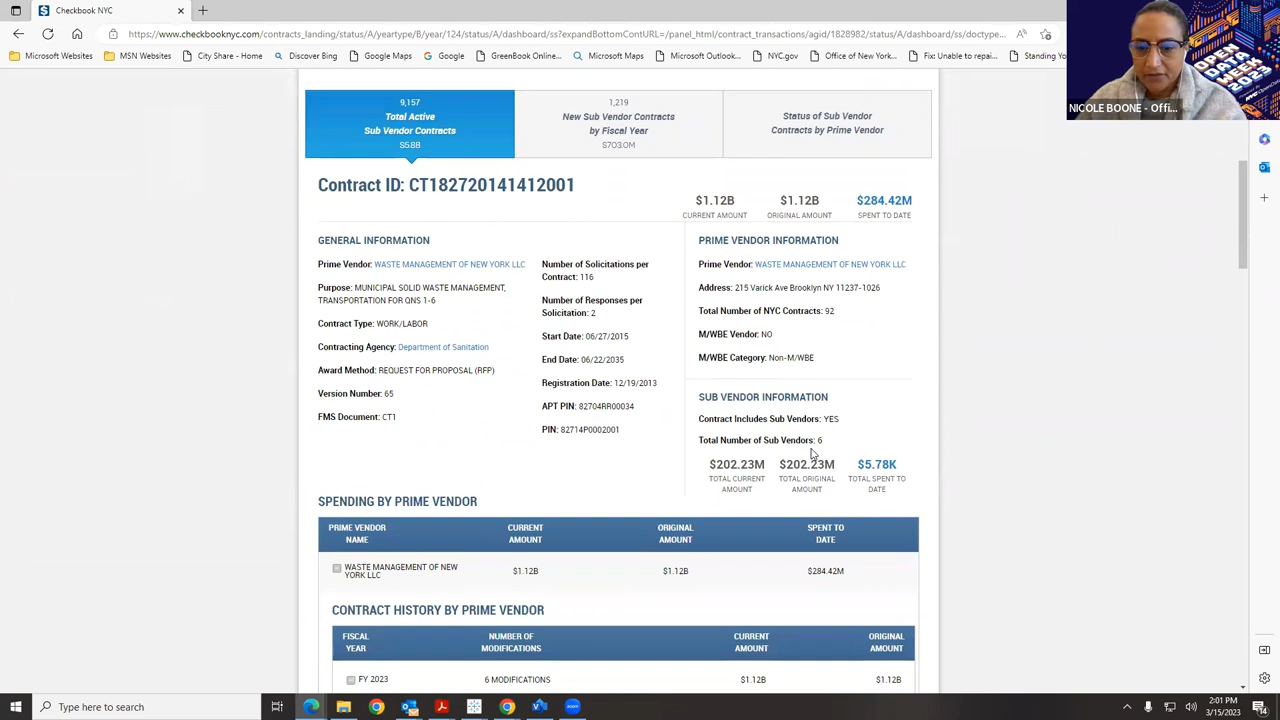 Checkbook NYC
https://www.checkbooknyc.com/contracts_landing/status/A/yeartype/B/year/124/status/A/dashboard/ss?expandBottomContURL=/panel_html/contract_transactions/agid/1828982/status/A/dashboard/ss/doctype...
Microsoft Websites
MSN Websites
City Share - Home
Discover Bing
Google Maps
Google
GreenBook Online...
Microsoft Maps
Microsoft Outlook...
NYC.gov
Office of New York...
Fix: Unable to repai...
Standing Yo
OPEN
DATA
WEEK
2023
NICOLE BOONE - Offi...
9,157
Total Active
Sub Vendor Contracts
$5.8B
1,219
New Sub Vendor Contracts
by Fiscal Year
$703.0M
Status of Sub Vendor
Contracts by Prime Vendor
Contract ID: CT182720141412001
$1.12B
CURRENT AMOUNT
$1.12B
ORIGINAL AMOUNT
$284.42M
SPENT TO DATE
GENERAL INFORMATION
Prime Vendor: WASTE MANAGEMENT OF NEW YORK LLC
Purpose: MUNICIPAL SOLID WASTE MANAGEMENT,
TRANSPORTATION FOR QNS 1-6
Contract Type: WORK/LABOR
Contracting Agency: Department of Sanitation
Award Method: REQUEST FOR PROPOSAL (RFP)
Version Number: 65
FMS Document: CT1
Number of Solicitations per
Contract: 116
Number of Responses per
Solicitation: 2
Start Date: 06/27/2015
End Date: 06/22/2035
Registration Date: 12/19/2013
APT PIN: 82704RR00034
PIN: 82714P0002001
PRIME VENDOR INFORMATION
Prime Vendor: WASTE MANAGEMENT OF NEW YORK LLC
Address: 215 Varick Ave Brooklyn NY 11237-1026
Total Number of NYC Contracts: 92
M/WBE Vendor: NO
M/WBE Category: Non-M/WBE
SUB VENDOR INFORMATION
Contract Includes Sub Vendors: YES
Total Number of Sub Vendors: 6
$202.23M
TOTAL CURRENT
AMOUNT
$202.23M
TOTAL ORIGINAL
AMOUNT
$5.78K
TOTAL SPENT TO
DATE
SPENDING BY PRIME VENDOR
PRIME VENDOR
NAME
CURRENT
AMOUNT
ORIGINAL
AMOUNT
SPENT TO
DATE
WASTE MANAGEMENT OF NEW
YORK LLC
$1.12B
$1.12B
$284.42M
CONTRACT HISTORY BY PRIME VENDOR
FISCAL
YEAR
NUMBER OF
MODIFICATIONS
CURRENT
AMOUNT
ORIGINAL
AMOUNT
FY 2023
6 MODIFICATIONS
$1.12B
$1.12B
Type here to search
2:01 PM
3/15/2023
14